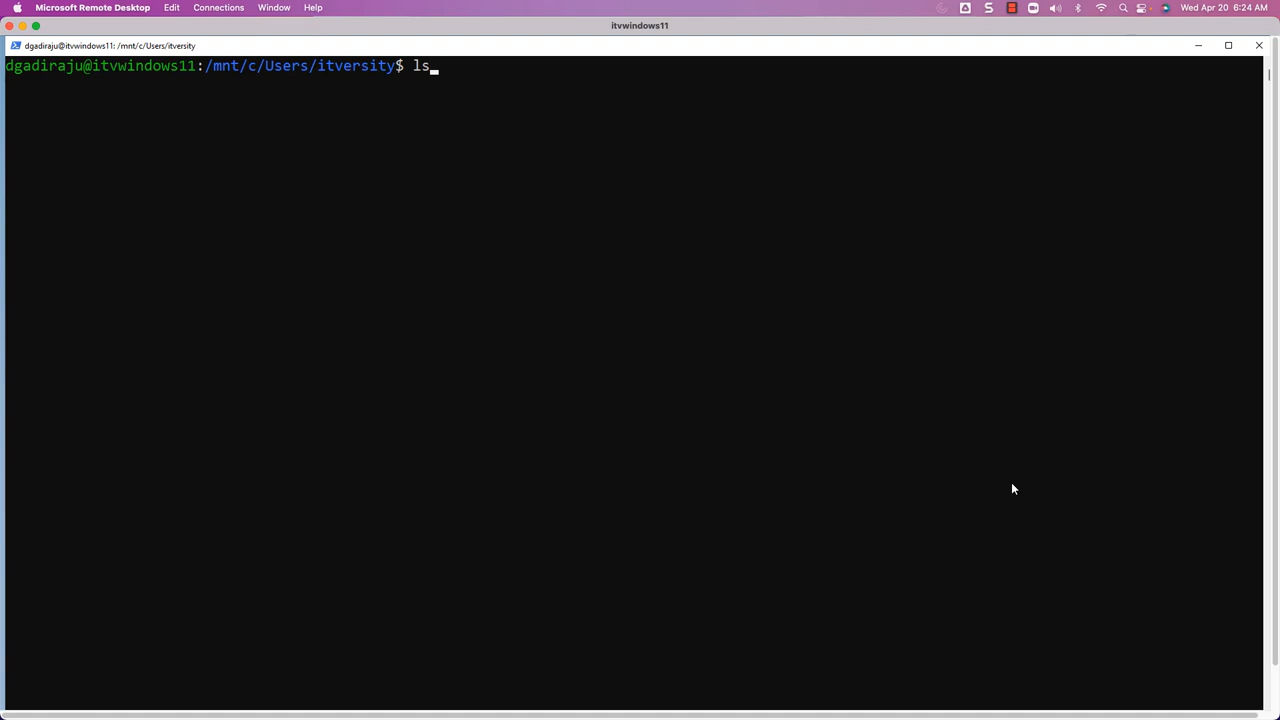 Microsoft Remote Desktop Edit Connections Window Help Wed Apr 20 6:24 AM
itvwindows11
dgadiraju@itvwindows11: /mnt/c/Users/itversity
dgadiraju@itvwindows11:/mnt/c/Users/itversity$ ls